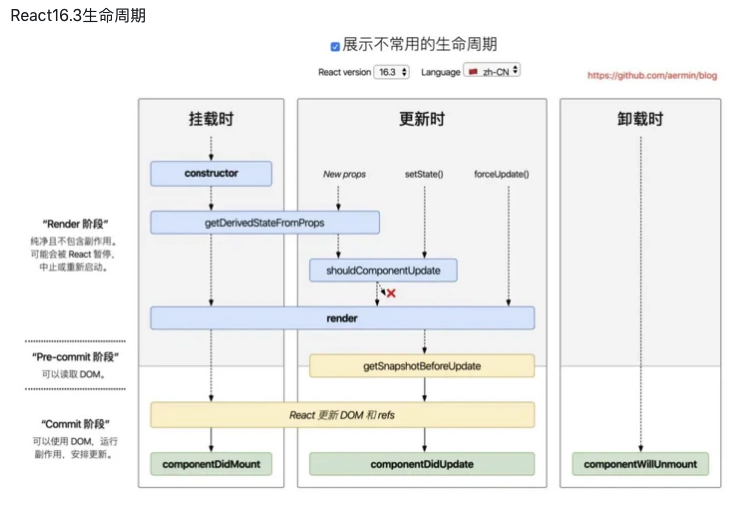 React16.3生命周期
展示不常用的生命周期
React version 16.3 Language zh-CN
https://github.com/aermin/blog
挂载时
更新时
卸载时
constructor
New props
setState()
forceUpdate()
getDerivedStateFromProps
“Render 阶段”
纯净且不包含副作用。
可能会被 React 暂停，
中止或重新启动。
shouldComponentUpdate
render
“Pre-commit 阶段”
可以读取 DOM。
getSnapshotBeforeUpdate
React 更新 DOM 和 refs
“Commit 阶段”
可以使用 DOM，运行
副作用，安排更新。
componentDidMount
componentDidUpdate
componentWillUnmount